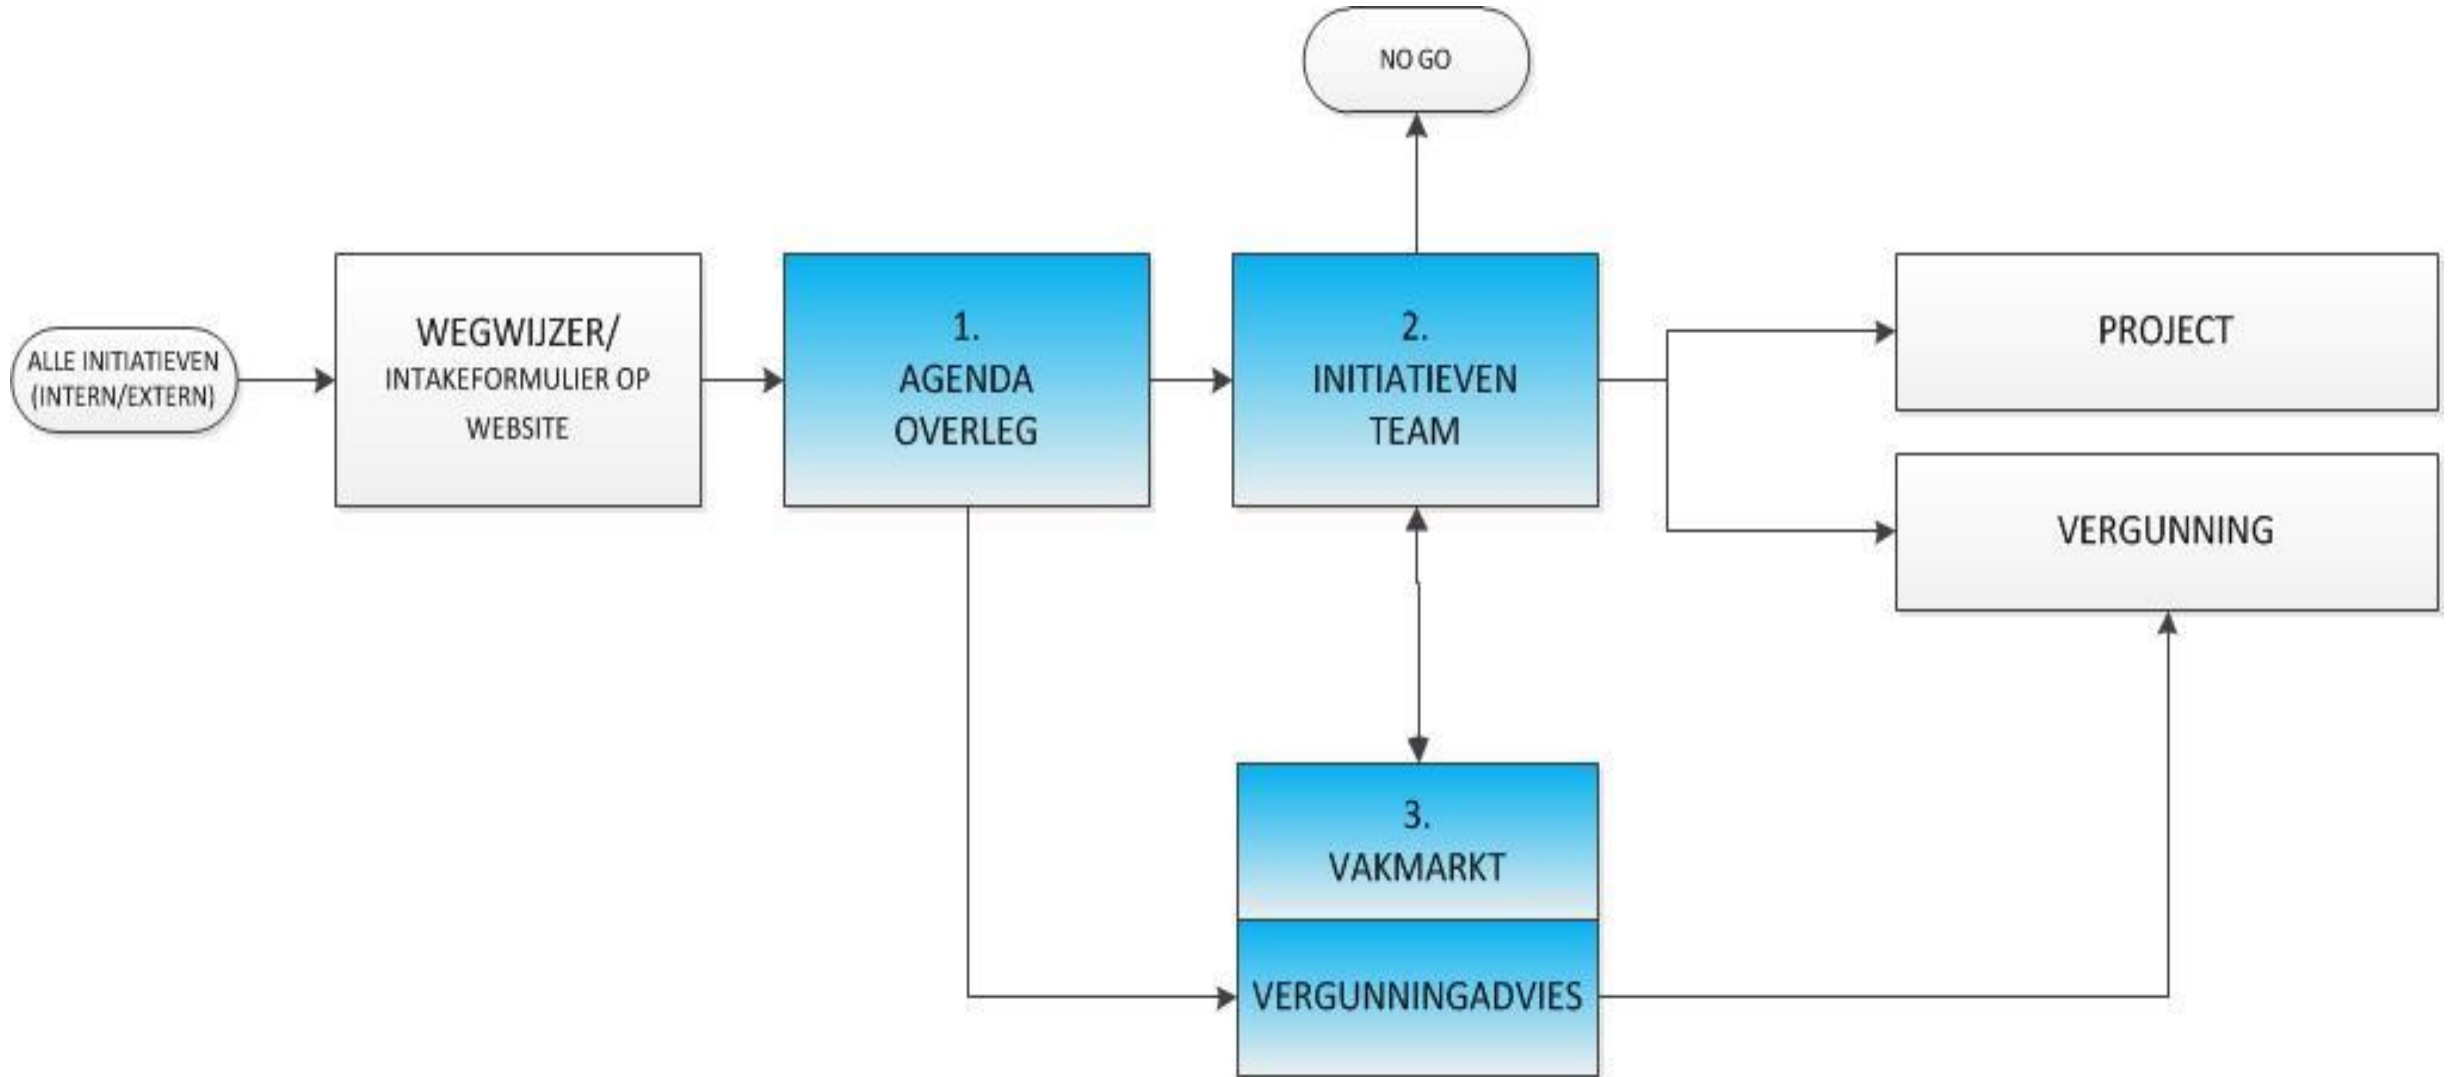 NO GO
ALLE INITIATIEVEN
(INTERN/EXTERN)
WEGWIJZER/
INTAKEFORMULIER OP
WEBSITE
1.
AGENDA
OVERLEG
2.
INITIATIEVEN
TEAM
PROJECT
VERGUNNING
3.
VAKMARKT
VERGUNNINGADVIES